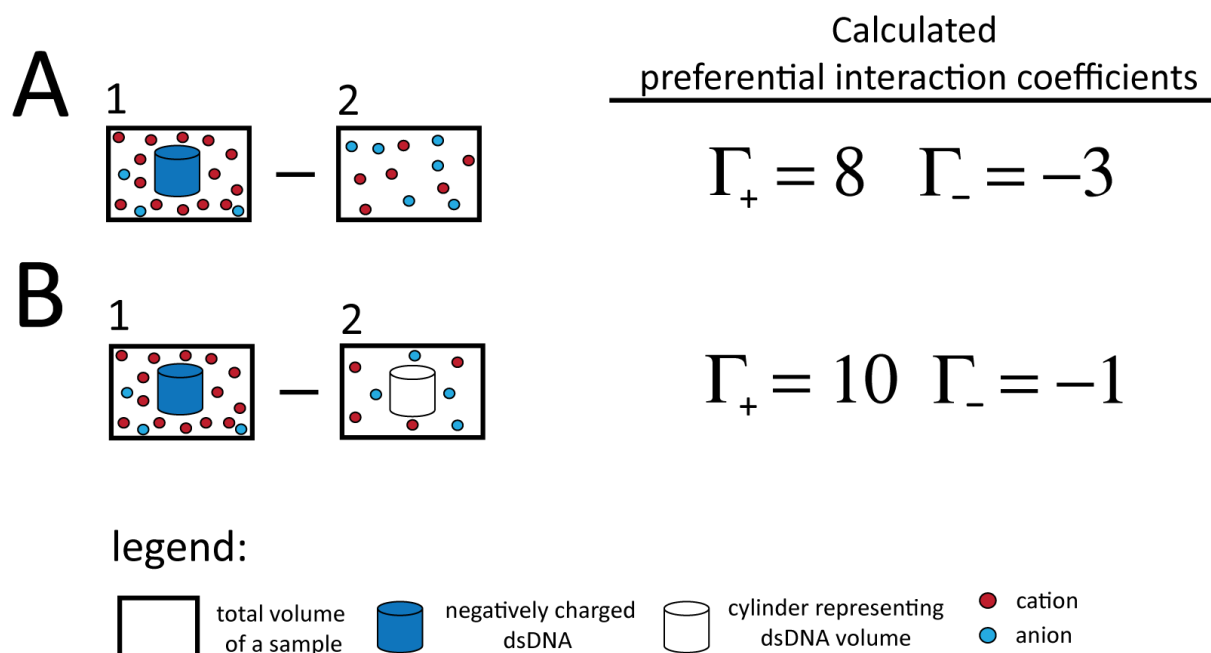 Calculated
preferential interaction coefficients
A
1
2
Γ₊ = 8 Γ₋ = −3
B
1
2
Γ₊ = 10 Γ₋ = −1
legend:
total volume
of a sample
negatively charged
dsDNA
cylinder representing
dsDNA volume
cation
anion